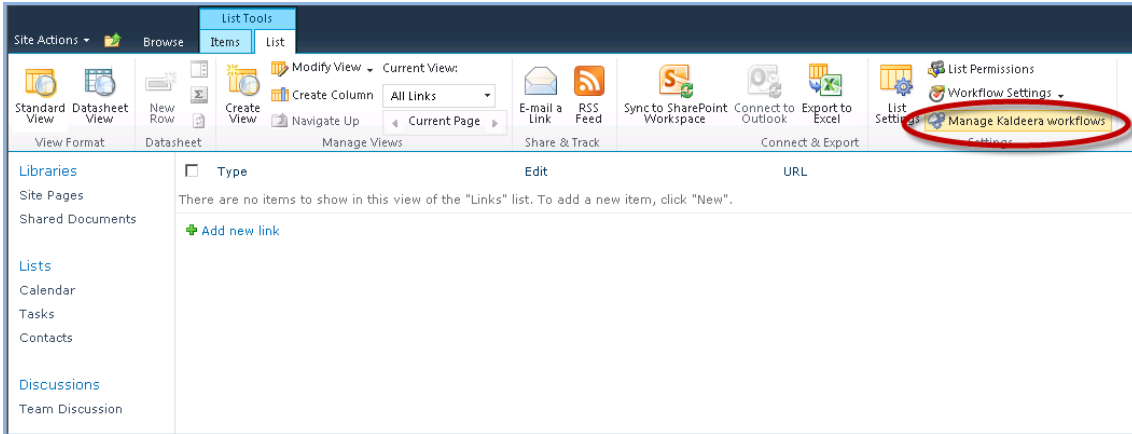 List Tools
Site Actions Browse Items List
Standard View
Datasheet View
View Format
New Row
Datasheet
Create View
Modify View
Create Column
Navigate Up
Current View:
All Links
Current Page
Manage Views
E-mail a Link
RSS Feed
Share & Track
Sync to SharePoint Workspace
Connect to Outlook
Export to Excel
Connect & Export
List Settings
List Permissions
Workflow Settings
Manage Kaldeera workflows
Settings
Libraries
Site Pages
Shared Documents
Lists
Calendar
Tasks
Contacts
Discussions
Team Discussion
Type Edit URL
There are no items to show in this view of the "Links" list. To add a new item, click "New".
Add new link